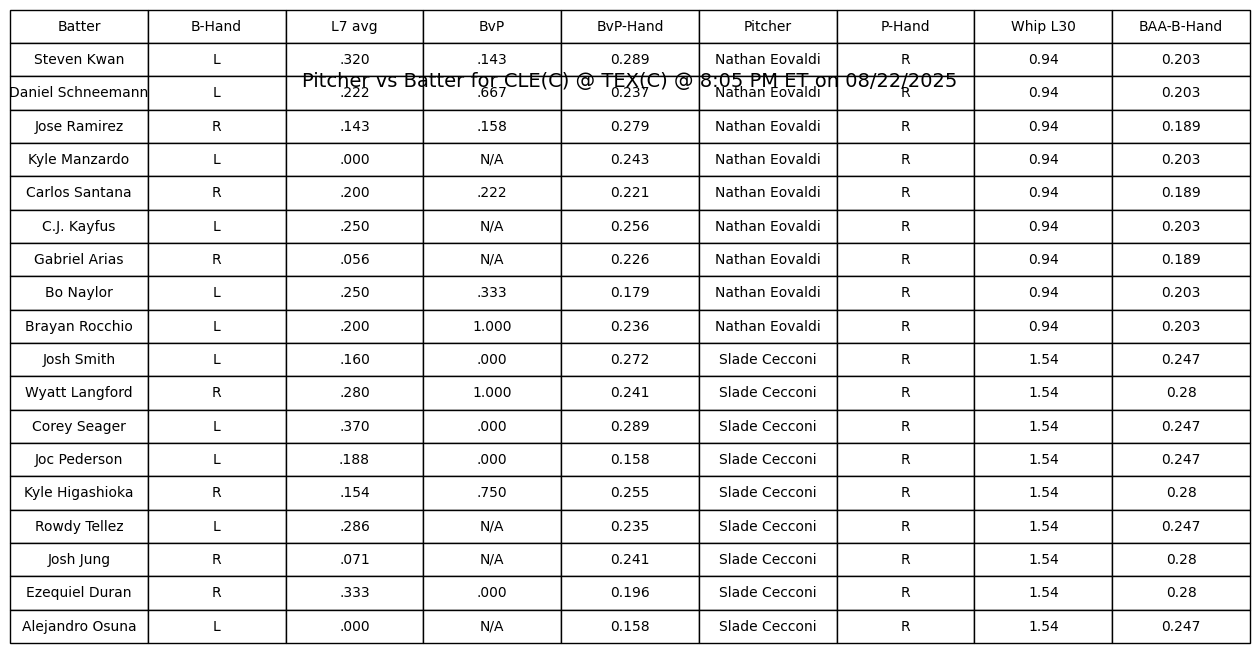 Batter B-Hand L7 avg BvP BvP-Hand Pitcher P-Hand Whip L30 BAA-B-Hand
Steven Kwan L .320 .143 0.289 Nathan Eovaldi R 0.94 0.203
Pitcher vs Batter for CLE(C) @ TEX(C) @ 8:05 PM ET on 08/22/2025
Daniel Schneemann L .222 .667 0.237 Nathan Eovaldi R 0.94 0.203
Jose Ramirez R .143 .158 0.279 Nathan Eovaldi R 0.94 0.189
Kyle Manzardo L .000 N/A 0.243 Nathan Eovaldi R 0.94 0.203
Carlos Santana R .200 .222 0.221 Nathan Eovaldi R 0.94 0.189
C.J. Kayfus L .250 N/A 0.256 Nathan Eovaldi R 0.94 0.203
Gabriel Arias R .056 N/A 0.226 Nathan Eovaldi R 0.94 0.189
Bo Naylor L .250 .333 0.179 Nathan Eovaldi R 0.94 0.203
Brayan Rocchio L .200 1.000 0.236 Nathan Eovaldi R 0.94 0.203
Josh Smith L .160 .000 0.272 Slade Cecconi R 1.54 0.247
Wyatt Langford R .280 1.000 0.241 Slade Cecconi R 1.54 0.28
Corey Seager L .370 .000 0.289 Slade Cecconi R 1.54 0.247
Joc Pederson L .188 .000 0.158 Slade Cecconi R 1.54 0.247
Kyle Higashioka R .154 .750 0.255 Slade Cecconi R 1.54 0.28
Rowdy Tellez L .286 N/A 0.235 Slade Cecconi R 1.54 0.247
Josh Jung R .071 N/A 0.241 Slade Cecconi R 1.54 0.28
Ezequiel Duran R .333 .000 0.196 Slade Cecconi R 1.54 0.28
Alejandro Osuna L .000 N/A 0.158 Slade Cecconi R 1.54 0.247